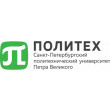 ПОЛИТЕХ
Санкт-Петербургский
политехнический университет
Петра Великого